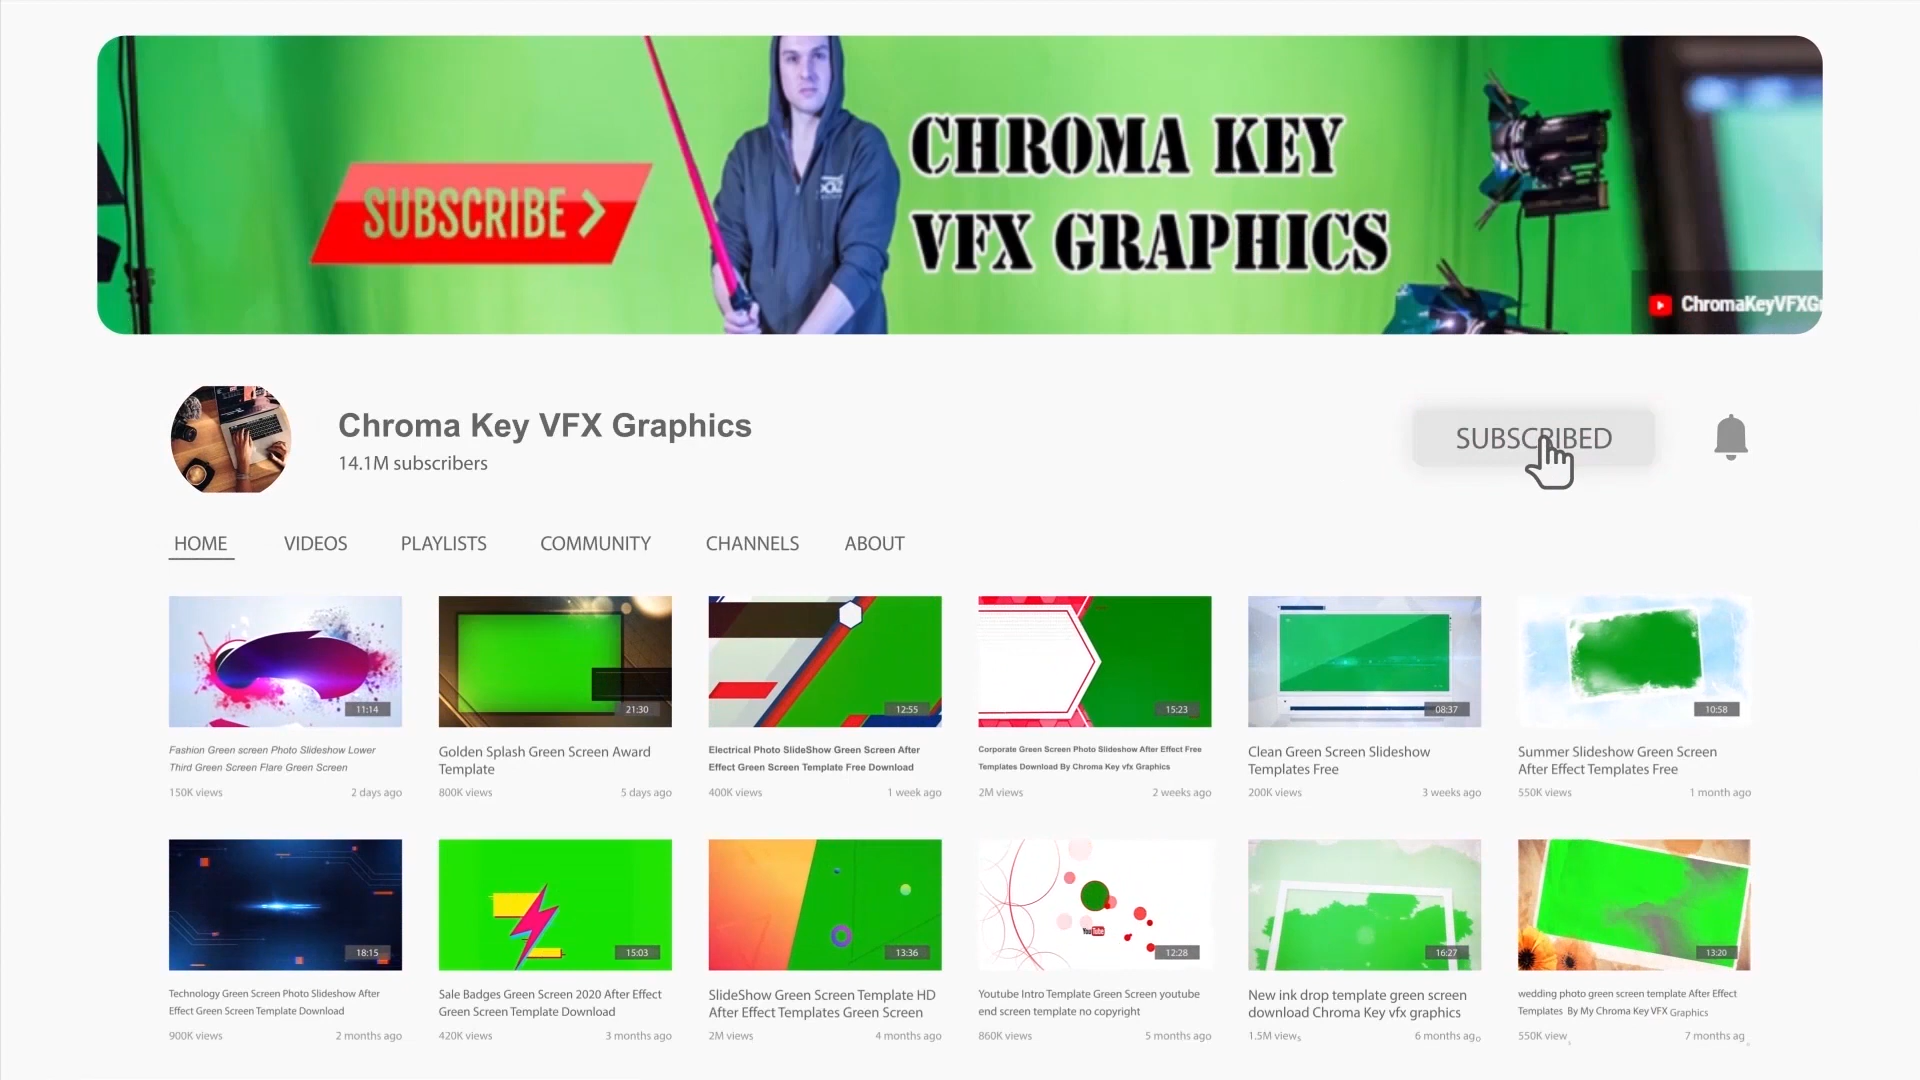 SUBSCRIBE >
CHROMA KEY
VFX GRAPHICS
ChromaKeyVFXGr
Chroma Key VFX Graphics
14.1M subscribers
SUBSCRIBED
HOME VIDEOS PLAYLISTS COMMUNITY CHANNELS ABOUT
11:14
21:30
12:55
15:23
08:37
10:58
Fashion Green screen Photo Slideshow Lower
Third Green Screen Flare Green Screen
150K views 2 days ago
Golden Splash Green Screen Award
Template
800K views 5 days ago
Electrical Photo SlideShow Green Screen After
Effect Green Screen Template Free Download
400K views 1 week ago
Corporate Green Screen Photo Slideshow After Effect Free
Templates Download By Chroma Key vfx Graphics
2M views 2 weeks ago
Clean Green Screen Slideshow
Templates Free
200K views 3 weeks ago
Summer Slideshow Green Screen
After Effect Templates Free
550K views 1 month ago
18:15
15:03
13:36
YouTube
12:28
16:27
13:20
Technology Green Screen Photo Slideshow After
Effect Green Screen Template Download
900K views 2 months ago
Sale Badges Green Screen 2020 After Effect
Green Screen Template Download
420K views 3 months ago
SlideShow Green Screen Template HD
After Effect Templates Green Screen
2M views 4 months ago
Youtube Intro Template Green Screen youtube
end screen template no copyright
860K views 5 months ago
New ink drop template green screen
download Chroma Key vfx graphics
1.5M views 6 months ago
wedding photo green screen template After Effect
Templates By My Chroma Key VFX Graphics
550K view, 7 months ag